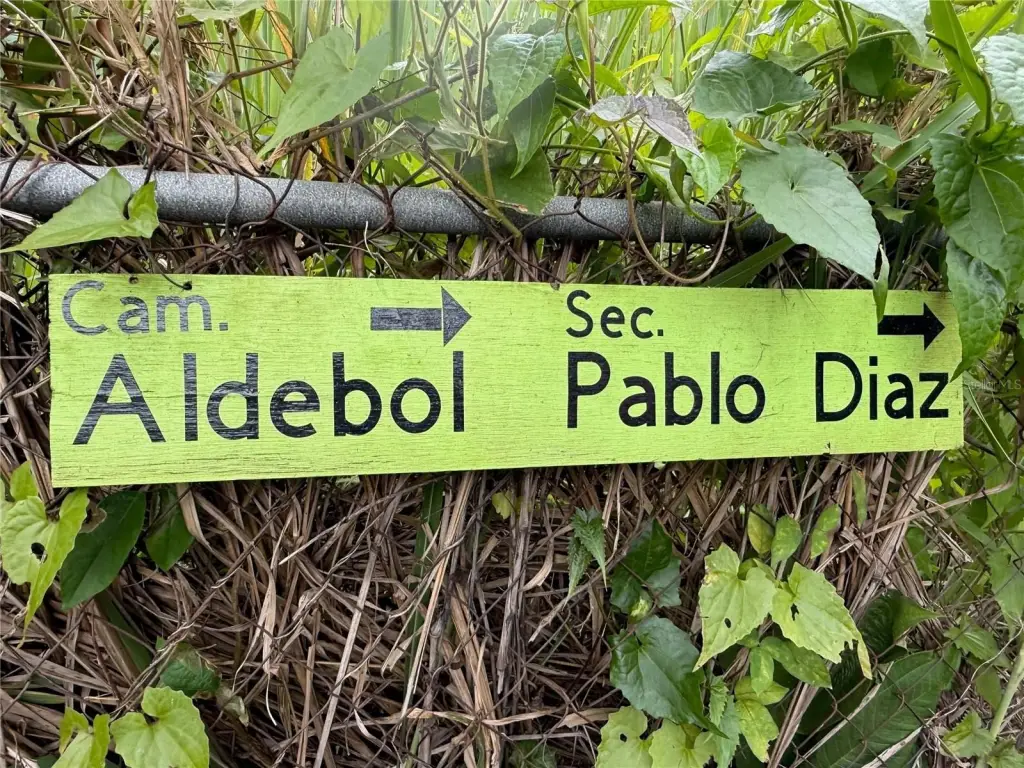 Cam. → Sec. →
Aldebol Pablo Diaz